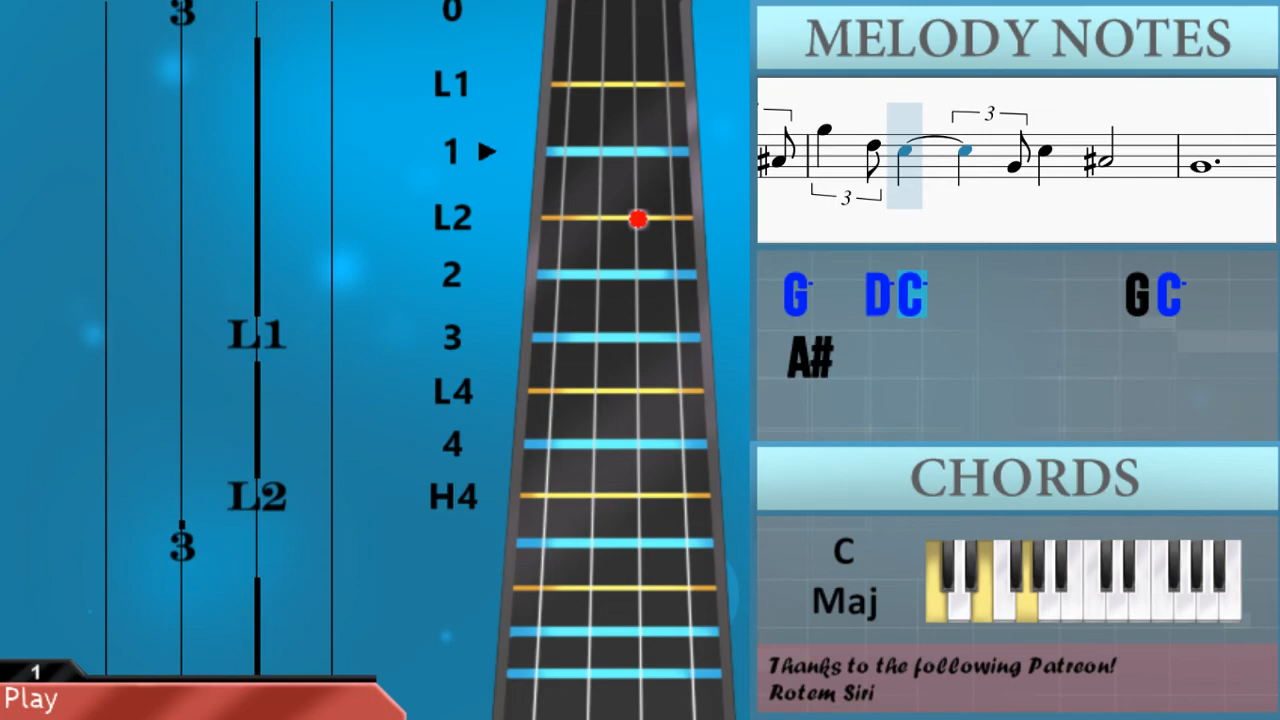 3
L1
L2
3
1
Play
0
L1
1
L2
2
3
L4
4
H4
MELODY NOTES
3
3
G- D- C- G C-
A#
CHORDS
C
Maj
Thanks to the following Patreon!
Rotem Siri